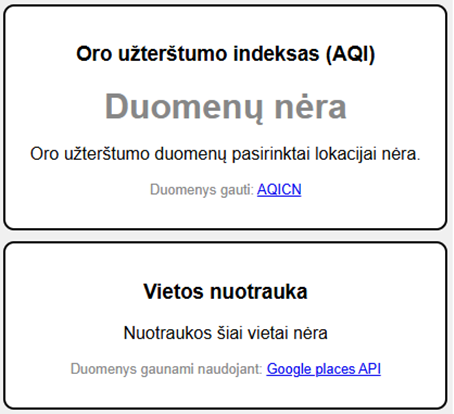 Oro užterštumo indeksas (AQI)
Duomenų nėra
Oro užterštumo duomenų pasirinktai lokacijai nėra.
Duomenys gauti: AQICN
Vietos nuotrauka
Nuotraukos šiai vietai nėra
Duomenys gaunami naudojant: Google places API